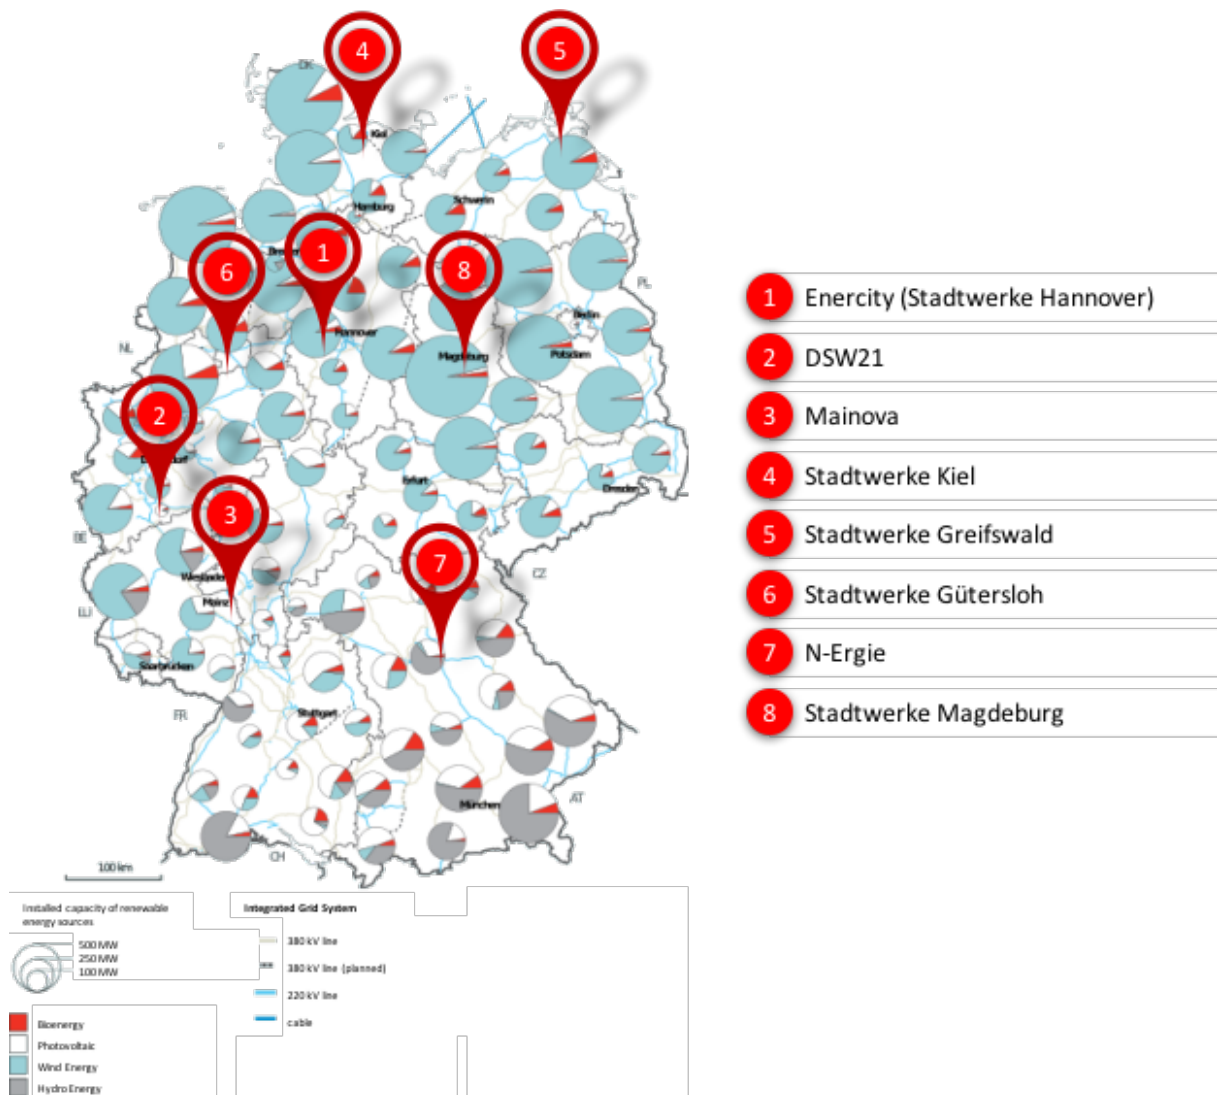 4
5
DK
Kiel
Hamburg
Schwerin
6
1
8
PL
Berlin
Hannover
Magdeburg
Potsdam
NL
2
Erfurt
Dresden
BE
3
7
CZ
Wiesbaden
Mainz
LU
Saarbrücken
FR
Stuttgart
München
AT
CH
100 km
1 Enercity (Stadtwerke Hannover)
2 DSW21
3 Mainova
4 Stadtwerke Kiel
5 Stadtwerke Greifswald
6 Stadtwerke Gütersloh
7 N-Ergie
8 Stadtwerke Magdeburg
Installed capacity of renewable
energy sources
500 MW
250 MW
100 MW
Bioenergy
Photovoltaic
Wind Energy
Hydro Energy
Integrated Grid System
380 kV line
380 kV line (planned)
220 kV line
cable